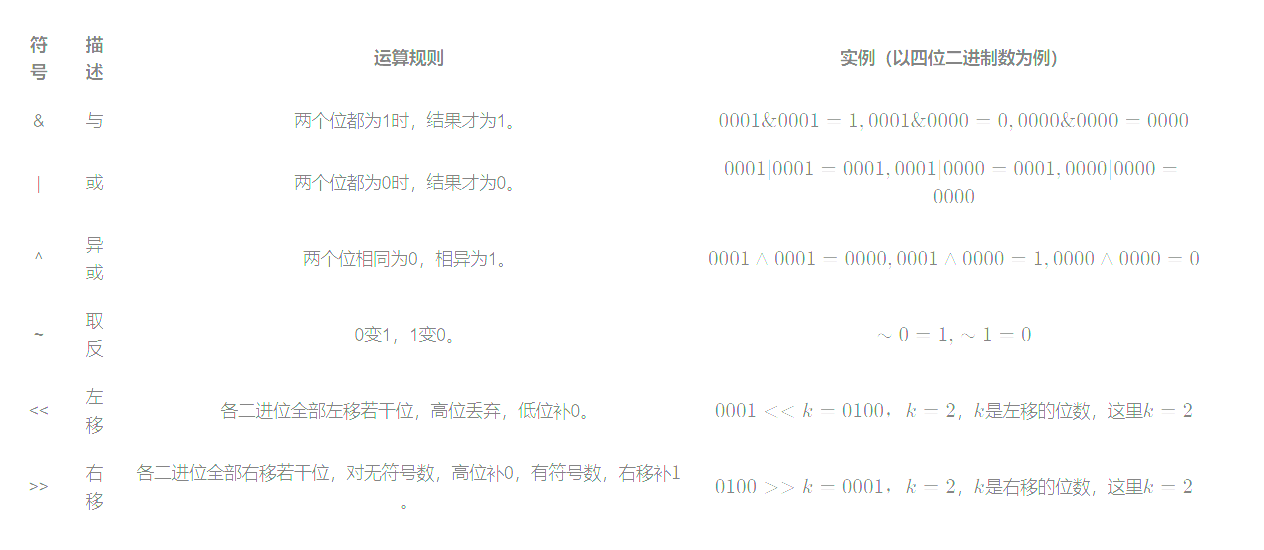 符号 描述 运算规则 实例（以四位二进制数为例）
& 与 两个位都为1时，结果才为1。 0001&0001 = 1, 0001&0000 = 0, 0000&0000 = 0000
| 或 两个位都为0时，结果才为0。 0001|0001 = 0001, 0001|0000 = 0001, 0000|0000 =
0000
^ 异或 两个位相同为0，相异为1。 0001 ∧ 0001 = 0000, 0001 ∧ 0000 = 1, 0000 ∧ 0000 = 0
~ 取反 0变1，1变0。 ∼ 0 = 1, ∼ 1 = 0
<< 左移 各二进位全部左移若干位，高位丢弃，低位补0。 0001 << k = 0100，k = 2，k是左移的位数，这里k = 2
>> 右移 各二进位全部右移若干位，对无符号数，高位补0，有符号数，右移补1
。 0100 >> k = 0001，k = 2，k是右移的位数，这里k = 2